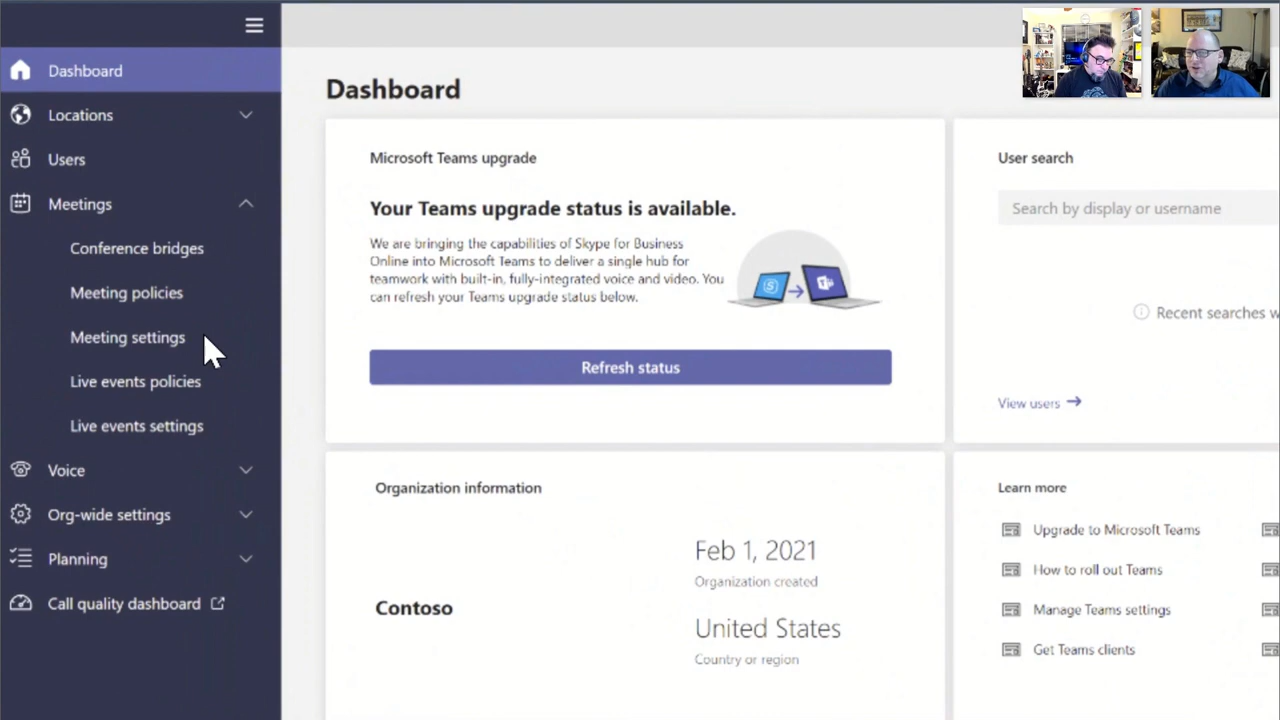 Dashboard
Locations
Users
Meetings
Conference bridges
Meeting policies
Meeting settings
Live events policies
Live events settings
Voice
Org-wide settings
Planning
Call quality dashboard
Dashboard
Microsoft Teams upgrade
Your Teams upgrade status is available.
We are bringing the capabilities of Skype for Business
Online into Microsoft Teams to deliver a single hub for
teamwork with built-in, fully-integrated voice and video. You
can refresh your Teams upgrade status below.
Refresh status
User search
Search by display or username
Recent searches w
View users
Organization information
Contoso
Feb 1, 2021
Organization created
United States
Country or region
Learn more
Upgrade to Microsoft Teams
How to roll out Teams
Manage Teams settings
Get Teams clients